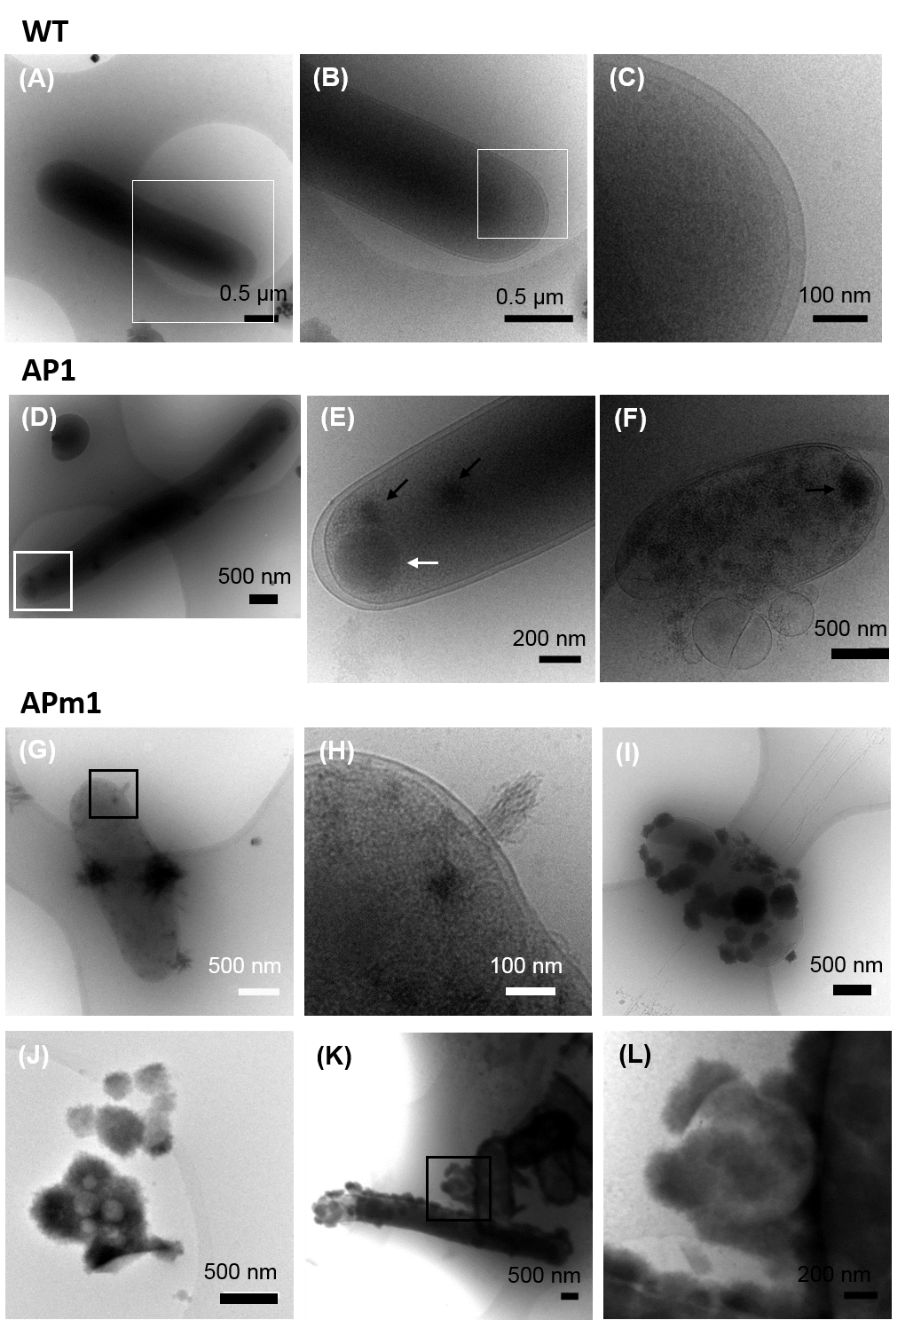 WT
(A)
0.5 µm
(B)
0.5 µm
(C)
100 nm
AP1
(D)
500 nm
(E)
200 nm
(F)
500 nm
APm1
(G)
500 nm
(H)
100 nm
(I)
500 nm
(J)
500 nm
(K)
500 nm
(L)
200 nm